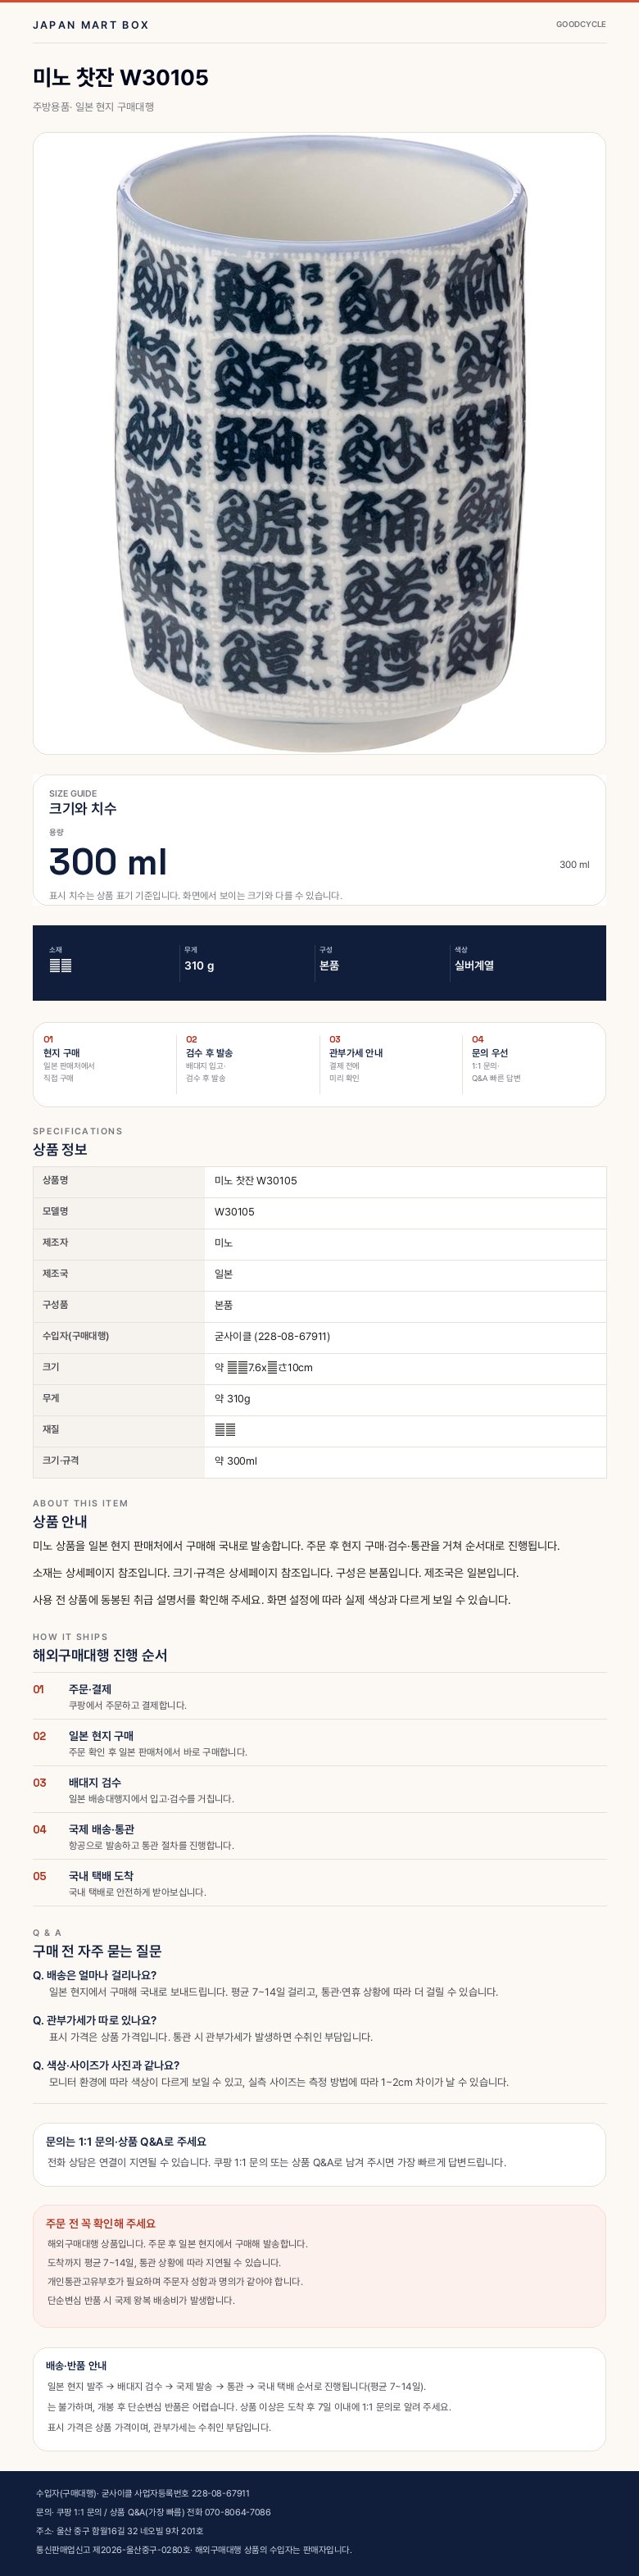 JAPAN MART BOX
GOODCYCLE
미노 찻잔 W30105
주방용품· 일본 현지 구매대행
SIZE GUIDE
크기와 치수
용량
300 ml
300 ml
표시 치수는 상품 표기 기준입니다. 화면에서 보이는 크기와 다를 수 있습니다.
소재
무게
310 g
구성
본품
색상
실버계열
01
현지 구매
일본 판매처에서
직접 구매
02
검수 후 발송
배대지 입고·
검수 후 발송
03
관부가세 안내
결제 전에
미리 확인
04
문의 우선
1:1 문의·
Q&A 빠른 답변
SPECIFICATIONS
상품 정보
상품명 미노 찻잔 W30105
모델명 W30105
제조자 미노
제조국 일본
구성품 본품
수입자(구매대행) 굳사이클 (228-08-67911)
크기 약 7.6x さ10cm
무게 약 310g
재질
크기·규격 약 300ml
ABOUT THIS ITEM
상품 안내
미노 상품을 일본 현지 판매처에서 구매해 국내로 발송합니다. 주문 후 현지 구매·검수·통관을 거쳐 순서대로 진행됩니다.
소재는 상세페이지 참조입니다. 크기·규격은 상세페이지 참조입니다. 구성은 본품입니다. 제조국은 일본입니다.
사용 전 상품에 동봉된 취급 설명서를 확인해 주세요. 화면 설정에 따라 실제 색상과 다르게 보일 수 있습니다.
HOW IT SHIPS
해외구매대행 진행 순서
01 주문·결제
쿠팡에서 주문하고 결제합니다.
02 일본 현지 구매
주문 확인 후 일본 판매처에서 바로 구매합니다.
03 배대지 검수
일본 배송대행지에서 입고·검수를 거칩니다.
04 국제 배송·통관
항공으로 발송하고 통관 절차를 진행합니다.
05 국내 택배 도착
국내 택배로 안전하게 받아보십니다.
Q & A
구매 전 자주 묻는 질문
Q. 배송은 얼마나 걸리나요?
일본 현지에서 구매해 국내로 보내드립니다. 평균 7~14일 걸리고, 통관·연휴 상황에 따라 더 걸릴 수 있습니다.
Q. 관부가세가 따로 있나요?
표시 가격은 상품 가격입니다. 통관 시 관부가세가 발생하면 수취인 부담입니다.
Q. 색상·사이즈가 사진과 같나요?
모니터 환경에 따라 색상이 다르게 보일 수 있고, 실측 사이즈는 측정 방법에 따라 1~2cm 차이가 날 수 있습니다.
문의는 1:1 문의·상품 Q&A로 주세요
전화 상담은 연결이 지연될 수 있습니다. 쿠팡 1:1 문의 또는 상품 Q&A로 남겨 주시면 가장 빠르게 답변드립니다.
주문 전 꼭 확인해 주세요
해외구매대행 상품입니다. 주문 후 일본 현지에서 구매해 발송합니다.
도착까지 평균 7~14일, 통관 상황에 따라 지연될 수 있습니다.
개인통관고유부호가 필요하며 주문자 성함과 명의가 같아야 합니다.
단순변심 반품 시 국제 왕복 배송비가 발생합니다.
배송·반품 안내
일본 현지 발주 → 배대지 검수 → 국제 발송 → 통관 → 국내 택배 순서로 진행됩니다(평균 7~14일).
는 불가하며, 개봉 후 단순변심 반품은 어렵습니다. 상품 이상은 도착 후 7일 이내에 1:1 문의로 알려 주세요.
표시 가격은 상품 가격이며, 관부가세는 수취인 부담입니다.
수입자(구매대행)· 굳사이클 사업자등록번호 228-08-67911
문의· 쿠팡 1:1 문의 / 상품 Q&A(가장 빠름) 전화 070-8064-7086
주소· 울산 중구 함월16길 32 네오빌 9차 201호
통신판매업신고 제2026-울산중구-0280호· 해외구매대행 상품의 수입자는 판매자입니다.